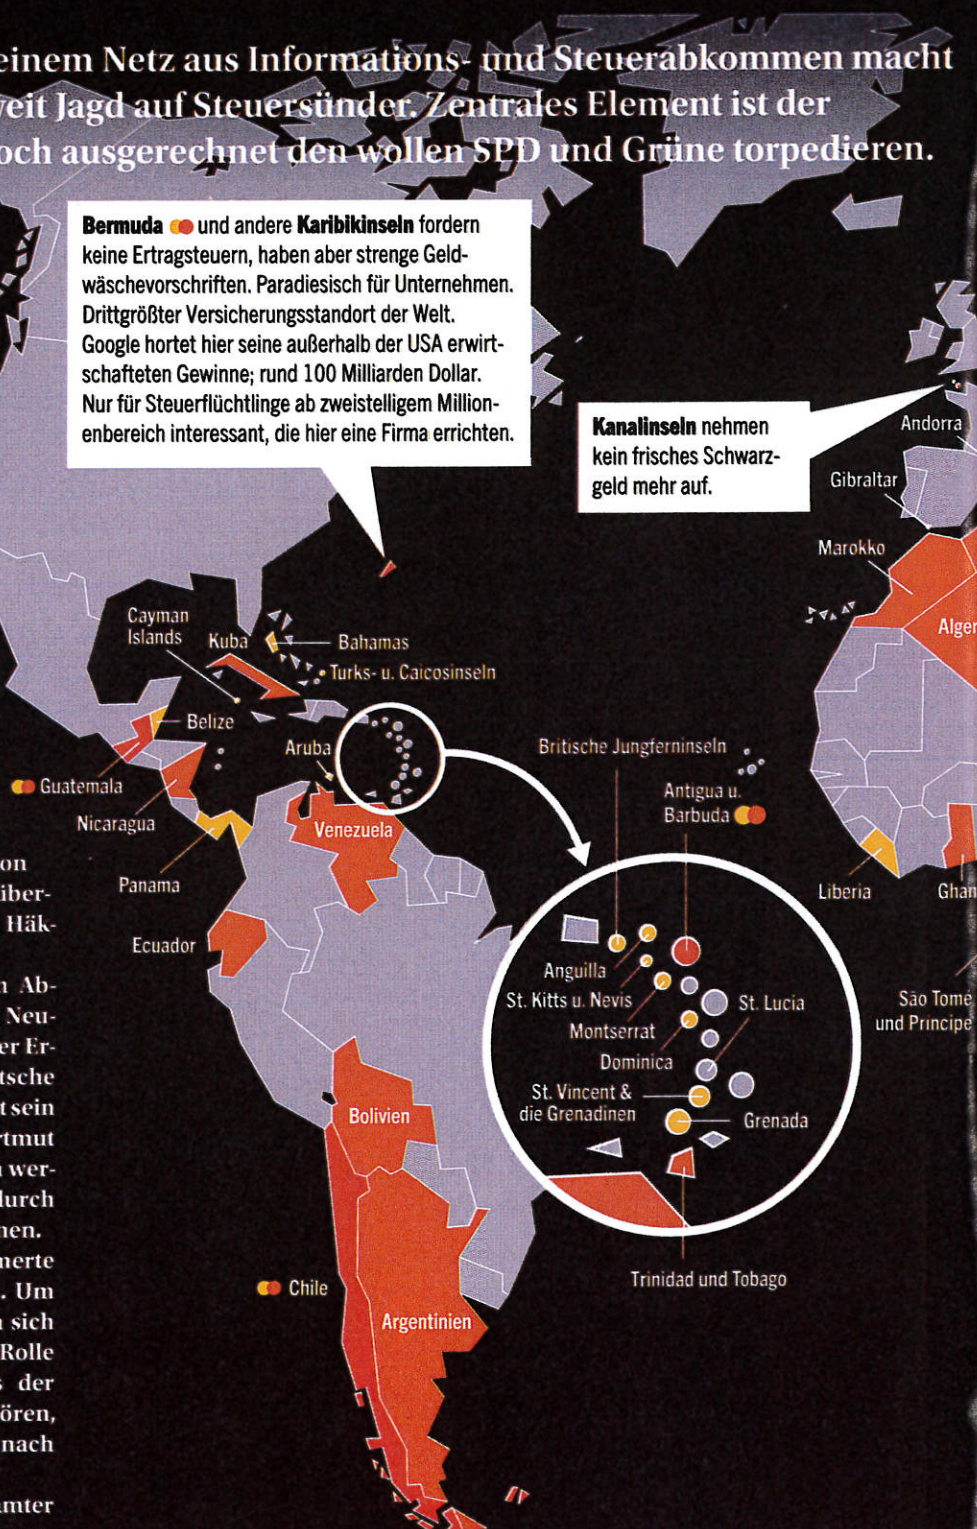 einem Netz aus Informations- und Steuerabkommen macht
weit Jagd auf Steuersünder. Zentrales Element ist der
och ausgerechnet den wollen SPD und Grüne torpedieren.
Bermuda und andere Karibikinseln fordern
keine Ertragsteuern, haben aber strenge Geld-
wäschevorschriften. Paradiesisch für Unternehmen.
Drittgrößter Versicherungsstandort der Welt.
Google hortet hier seine außerhalb der USA erwirt-
schafteten Gewinne; rund 100 Milliarden Dollar.
Nur für Steuerflüchtlinge ab zweistelligem Million-
enbereich interessant, die hier eine Firma errichten.
Kanalinseln nehmen
kein frisches Schwarz-
geld mehr auf.
Andorra
Gibraltar
Marokko
Alger
Cayman
Islands
Kuba
Bahamas
Turks- u. Caicosinseln
Belize
Aruba
Guatemala
Nicaragua
Venezuela
Panama
Ecuador
Britische Jungferninseln
Antigua u.
Barbuda
Liberia
Ghan
Anguilla
St. Kitts u. Nevis
St. Lucia
Montserrat
Dominica
St. Vincent &
die Grenadinen
Grenada
São Tomé
und Principe
Bolivien
Trinidad und Tobago
Chile
Argentinien
on
über-
Häk-
n Ab-
Neu-
er Er-
tsche
t sein
rtmut
n wer-
durch
nen.
merte
. Um
n sich
Rolle
s der
ören,
nach
mter